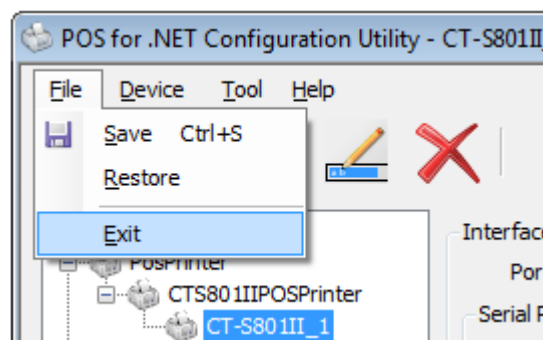 POS for .NET Configuration Utility - CT-S801II
File Device Tool Help
Save Ctrl+S
Restore
Exit
Interfac
PosPrinter
Por
CTS801IIPOSPrinter
Serial P
CT-S801II_1